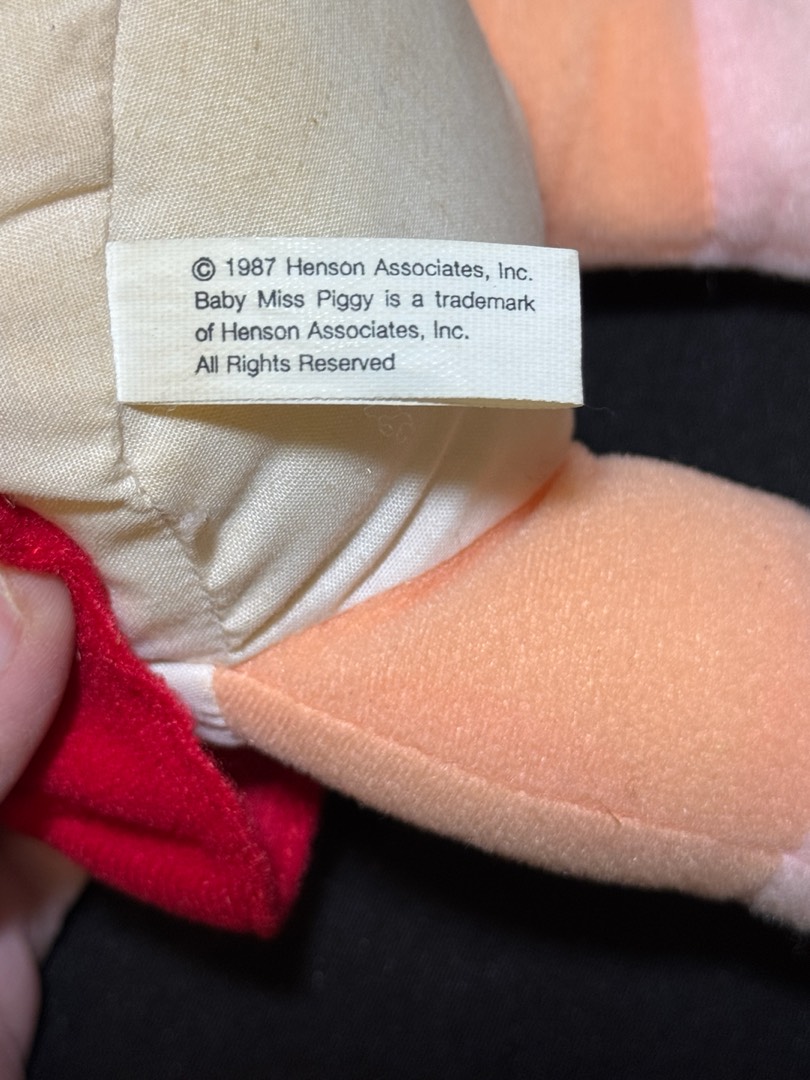 © 1987 Henson Associates, Inc.
Baby Miss Piggy is a trademark
of Henson Associates, Inc.
All Rights Reserved